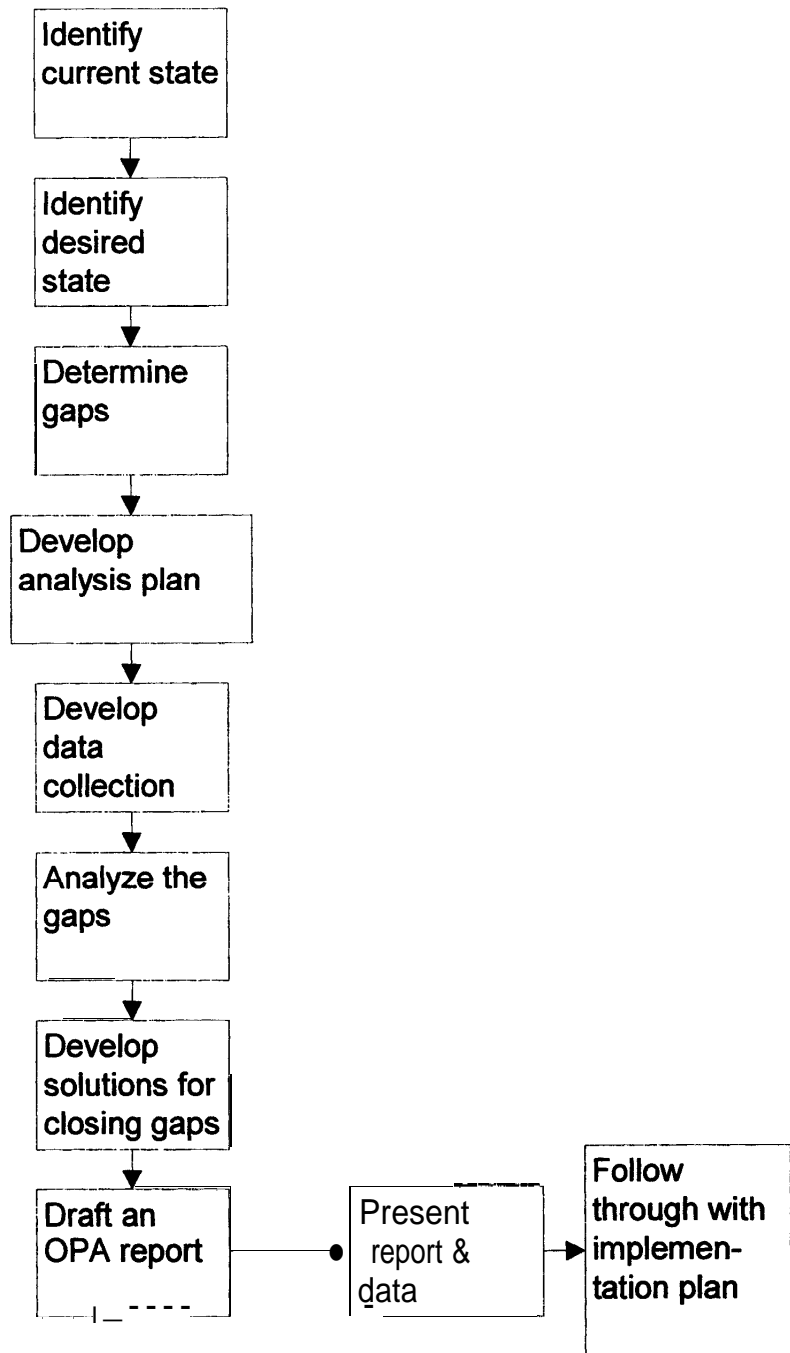 Identify
current state
Identify
desired
state
Determine
gaps
Develop
analysis plan
Develop
data
collection
Analyze the
gaps
Develop
solutions for
closing gaps
Draft an
OPA report
Present
report &
data
Follow
through with
implemen-
tation plan